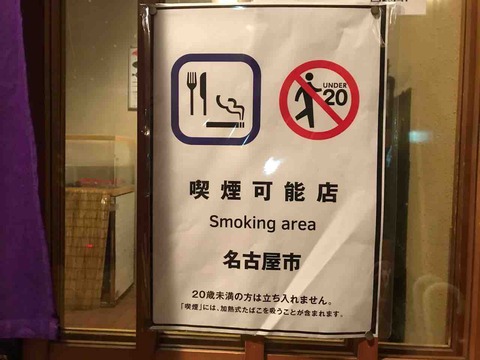 UNDER
20
喫煙可能店
Smoking area
名古屋市
20歳未満の方は立ち入れません。
「喫煙」には、加熱式たばこを吸うことが含まれます。